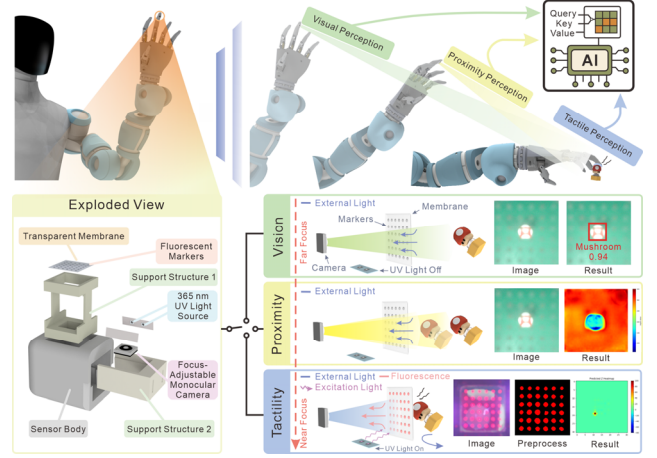 Visual Perception
Proximity Perception
Tactile Perception
Query
Key
Value
AI
Exploded View
Transparent Membrane
Fluorescent
Markers
Support Structure 1
365 nm
UV Light
Source
Focus-
Adjustable
Monocular
Camera
Sensor Body
Support Structure 2
Vision
Far Focus
External Light
Markers
Membrane
Camera
UV Light Off
Image
Mushroom
0.94
Result
Proximity
External Light
Image
Result
Tactility
Near Focus
External Light
Fluorescence
Excitation Light
UV Light On
Image
Preprocess
Result